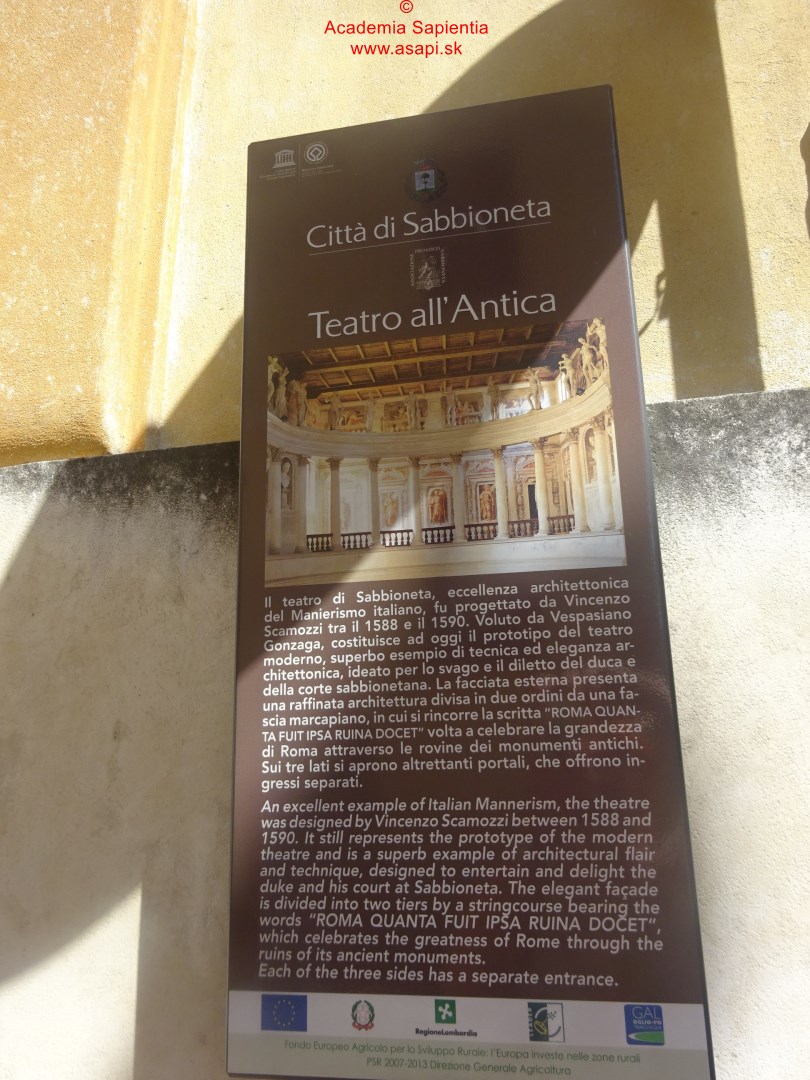 ©
Academia Sapientia
www.asapi.sk
Città di Sabbioneta
Teatro all'Antica
Il teatro di Sabbioneta, eccellenza architettonica
del Manierismo italiano, fu progettato da Vincenzo
Scamozzi tra il 1588 e il 1590. Voluto da Vespasiano
Gonzaga, costituisce ad oggi il prototipo del teatro
moderno, superbo esempio di tecnica ed eleganza ar-
chitettonica, ideato per lo svago e il diletto del duca e
della corte sabbionetana. La facciata esterna presenta
una raffinata architettura divisa in due ordini da una fa-
scia marcapiano, in cui si rincorre la scritta "ROMA QUAN-
TA FUIT IPSA RUINA DOCET" volta a celebrare la grandezza
di Roma attraverso le rovine dei monumenti antichi.
Sui tre lati si aprono altrettanti portali, che offrono in-
gressi separati.
An excellent example of Italian Mannerism, the theatre
was designed by Vincenzo Scamozzi between 1588 and
1590. It still represents the prototype of the modern
theatre and is a superb example of architectural flair
and technique, designed to entertain and delight the
duke and his court at Sabbioneta. The elegant façade
is divided into two tiers by a stringcourse bearing the
words "ROMA QUANTA FUIT IPSA RUINA DOCET",
which celebrates the greatness of Rome through the
ruins of its ancient monuments.
Each of the three sides has a separate entrance.
RegioneLombardia
GAL
OGLIO-PO
Fondo Europeo Agricolo per lo Sviluppo Rurale: l'Europa investe nelle zone rurali
PSR 2007-2013 Direzione Generale Agricoltura